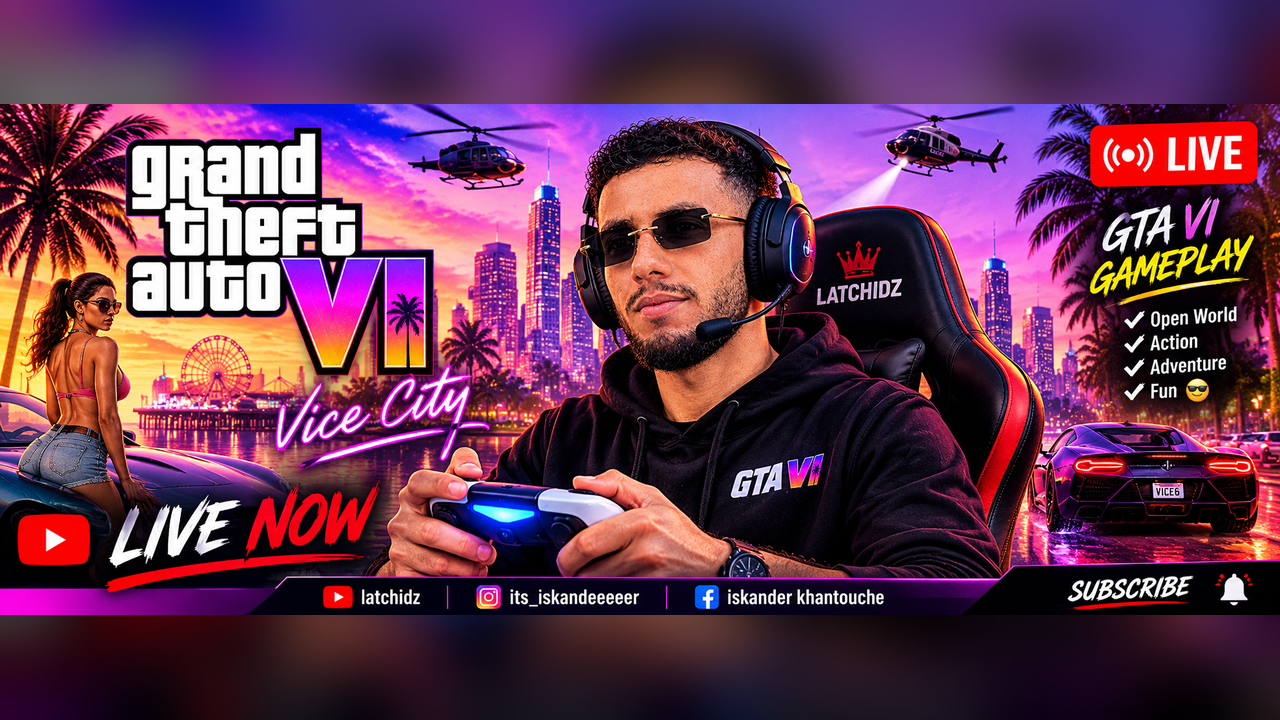 grand
theft
auto VI
Vice City
LIVE NOW
LATCHIDZ
GTA VI
LIVE
GTA VI
GAMEPLAY
Open World
Action
Adventure
Fun 😎
VICE6
latchidz
its_iskandeeeeer
iskander khantouche
SUBSCRIBE